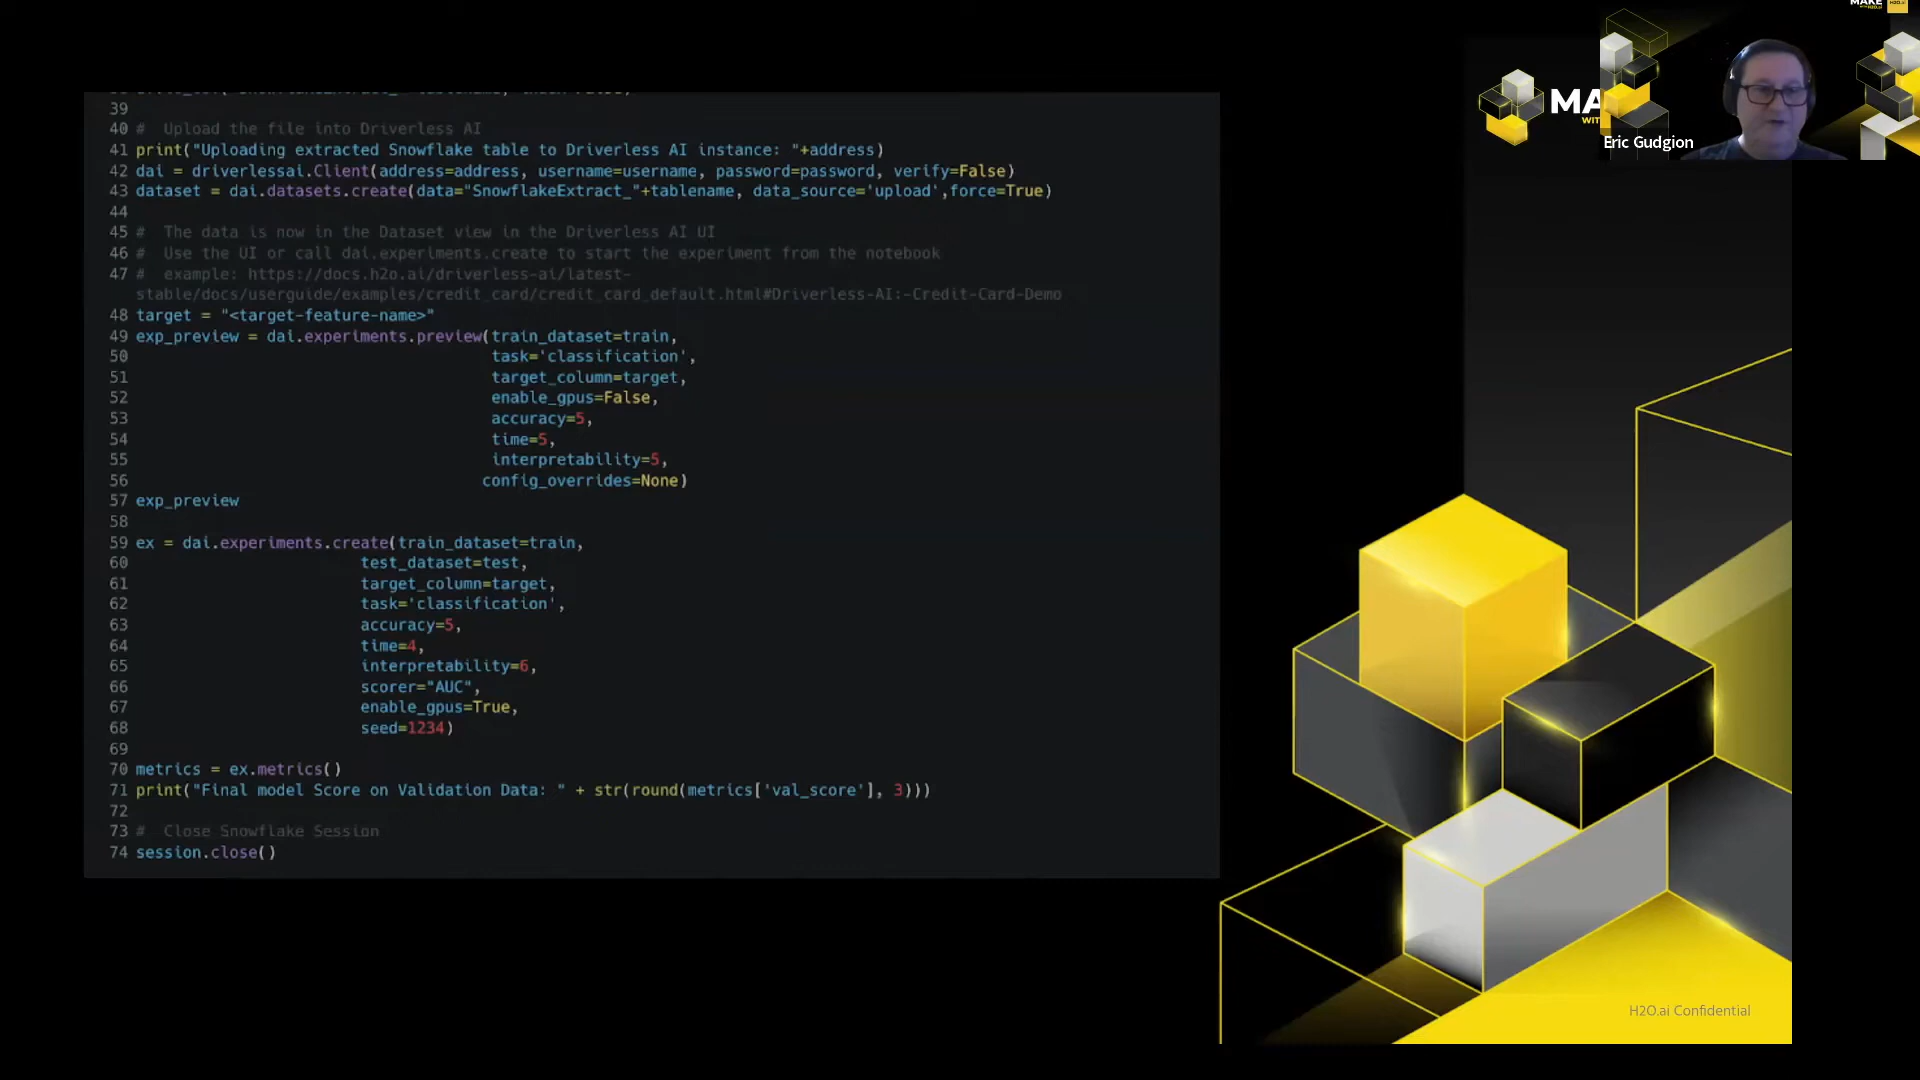 39
40 #  Upload the file into Driverless AI
41 print("Uploading extracted Snowflake table to Driverless AI instance: "+address)
42 dai = driverlessai.Client(address=address, username=username, password=password, verify=False)
43 dataset = dai.datasets.create(data="SnowflakeExtract_"+tablename, data_source='upload',force=True)
44
45 #  The data is now in the Dataset view in the Driverless AI UI
46 #  Use the UI or call dai.experiments.create to start the experiment from the notebook
47 #  example: https://docs.h2o.ai/driverless-ai/latest-
stable/docs/userguide/examples/credit_card/credit_card_default.html#Driverless-AI:-Credit-Card-Demo
48 target = "<target-feature-name>"
49 exp_preview = dai.experiments.preview(train_dataset=train,
50 task='classification',
51 target_column=target,
52 enable_gpus=False,
53 accuracy=5,
54 time=5,
55 interpretability=5,
56 config_overrides=None)
57 exp_preview
58
59 ex = dai.experiments.create(train_dataset=train,
60 test_dataset=test,
61 target_column=target,
62 task='classification',
63 accuracy=5,
64 time=4,
65 interpretability=6,
66 scorer="AUC",
67 enable_gpus=True,
68 seed=1234)
69
70 metrics = ex.metrics()
71 print("Final model Score on Validation Data: " + str(round(metrics['val_score'], 3)))
72
73 #  Close Snowflake Session
74 session.close()
MA
WIT
Eric Gudgion
MAKE
H2O.ai
H2O.ai Confidential